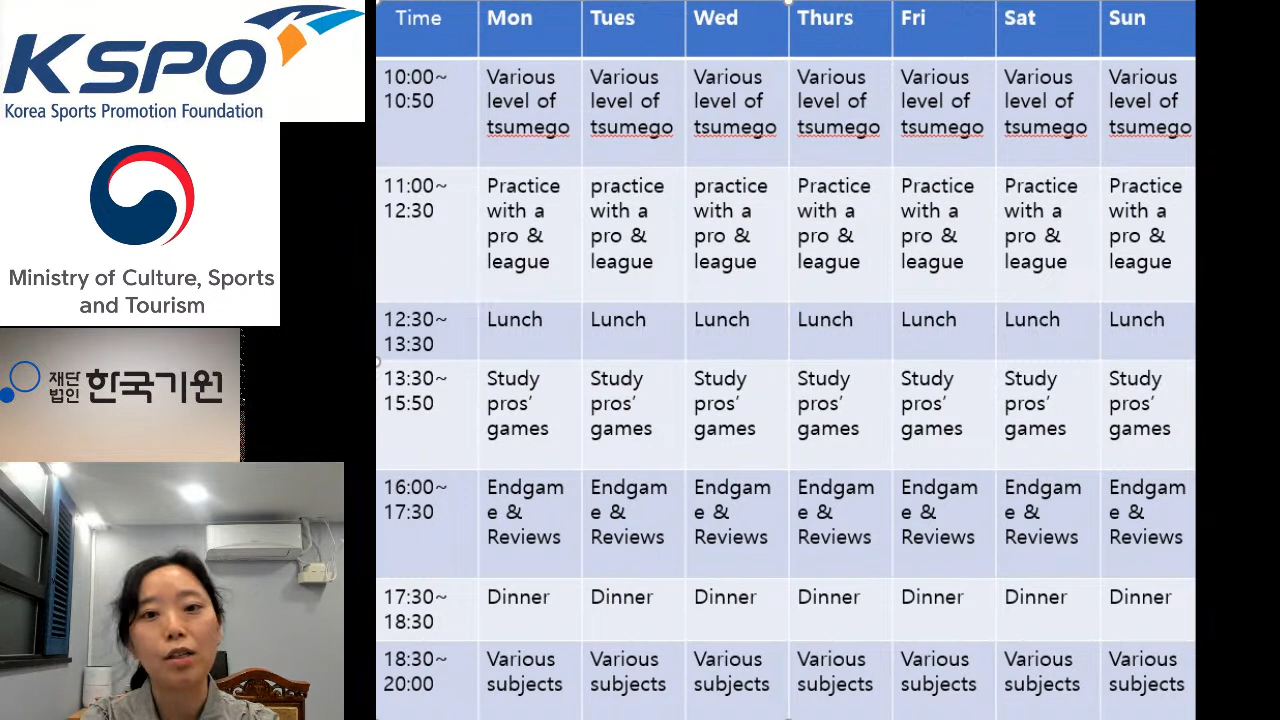 KSPO
Korea Sports Promotion Foundation
Ministry of Culture, Sports
and Tourism
재단
법인
한국기원
Time Mon Tues Wed Thurs Fri Sat Sun
10:00~ Various Various Various Various Various Various Various
10:50 level of level of level of level of level of level of level of
tsumego tsumego tsumego tsumego tsumego tsumego tsumego
11:00~ Practice practice practice Practice Practice Practice Practice
12:30 with a with a with a with a with a with a with a
pro & pro & pro & pro & pro & pro & pro &
league league league league league league league
12:30~ Lunch Lunch Lunch Lunch Lunch Lunch Lunch
13:30
13:30~ Study Study Study Study Study Study Study
15:50 pros’ pros’ pros’ pros’ pros’ pros’ pros’
games games games games games games games
16:00~ Endgam Endgam Endgam Endgam Endgam Endgam Endgam
17:30 e & e & e & e & e & e & e &
Reviews Reviews Reviews Reviews Reviews Reviews Reviews
17:30~ Dinner Dinner Dinner Dinner Dinner Dinner Dinner
18:30
18:30~ Various Various Various Various Various Various Various
20:00 subjects subjects subjects subjects subjects subjects subjects